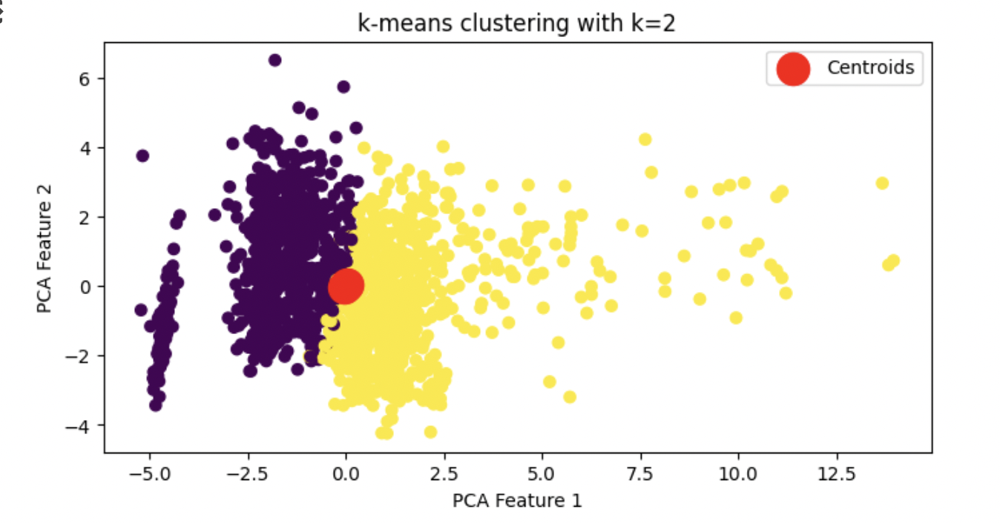 k-means clustering with k=2
Centroids
6
4
2
0
−2
−4
PCA Feature 2
−5.0 −2.5 0.0 2.5 5.0 7.5 10.0 12.5
PCA Feature 1